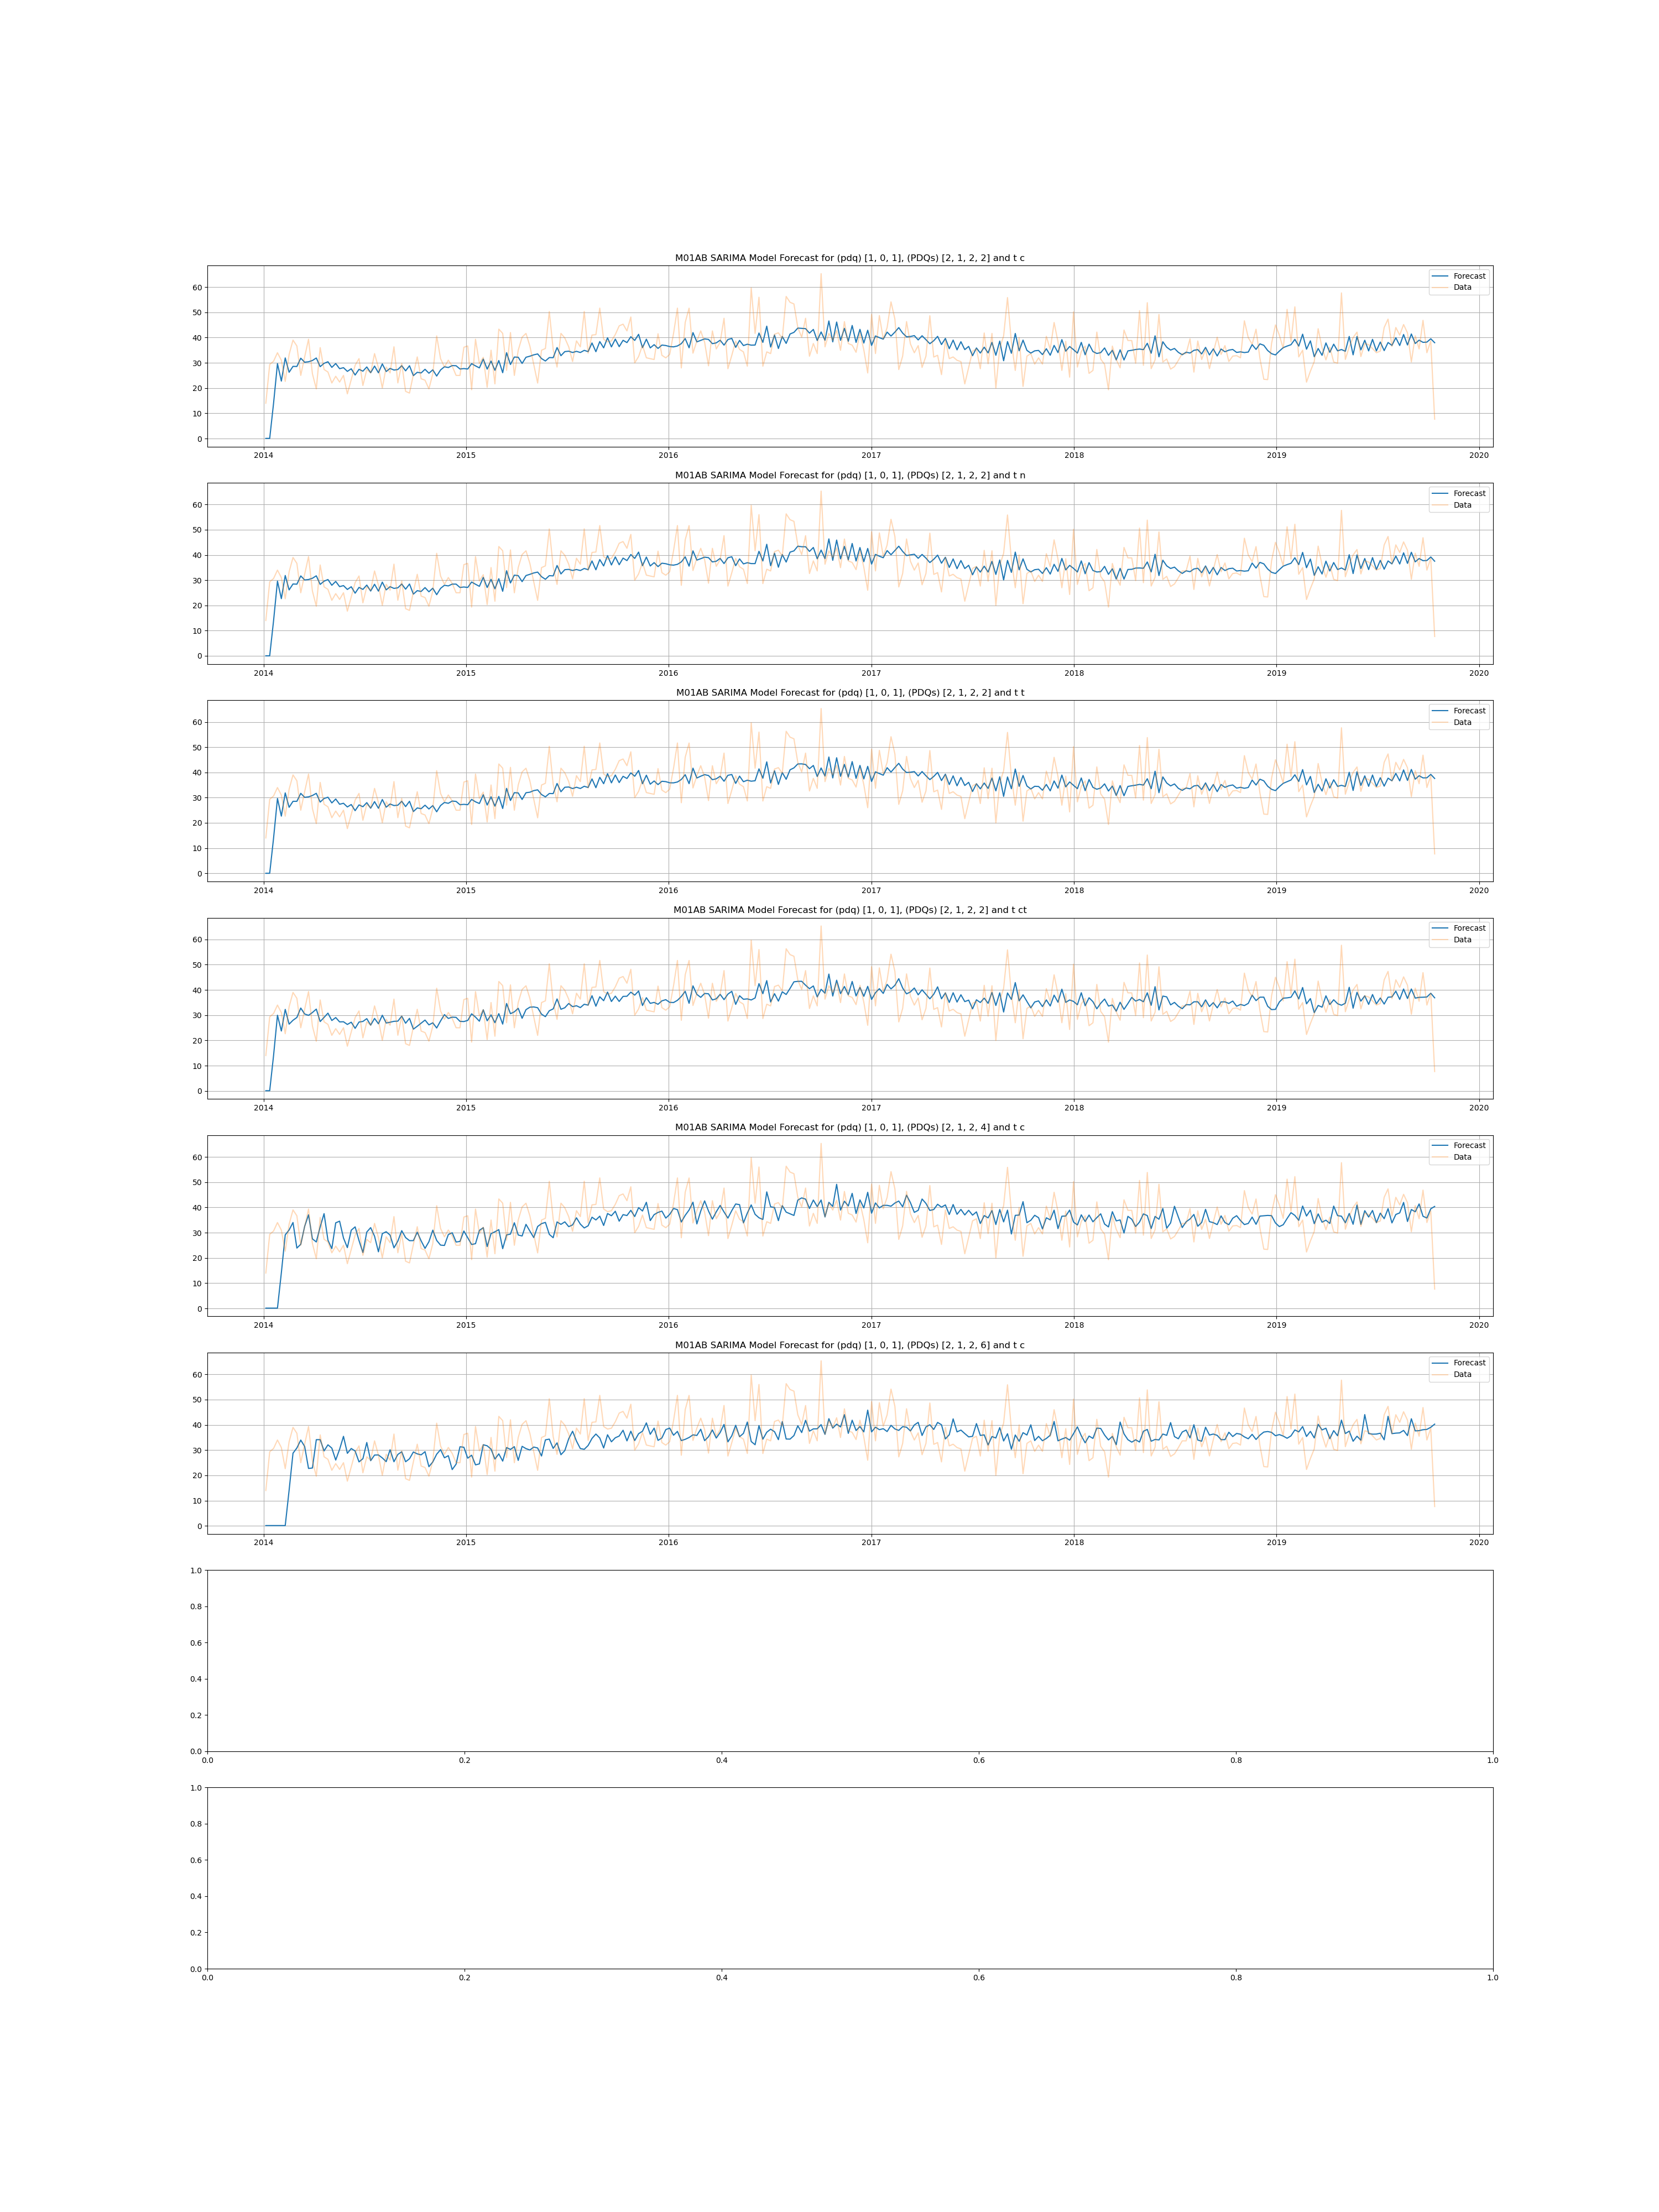 M01AB SARIMA Model Forecast for (pdq) [1, 0, 1], (PDQs) [2, 1, 2, 2] and t c
Forecast
Data
60
50
40
30
20
10
0
2014 2015 2016 2017 2018 2019 2020
M01AB SARIMA Model Forecast for (pdq) [1, 0, 1], (PDQs) [2, 1, 2, 2] and t n
Forecast
Data
60
50
40
30
20
10
0
2014 2015 2016 2017 2018 2019 2020
M01AB SARIMA Model Forecast for (pdq) [1, 0, 1], (PDQs) [2, 1, 2, 2] and t t
Forecast
Data
60
50
40
30
20
10
0
2014 2015 2016 2017 2018 2019 2020
M01AB SARIMA Model Forecast for (pdq) [1, 0, 1], (PDQs) [2, 1, 2, 2] and t ct
Forecast
Data
60
50
40
30
20
10
0
2014 2015 2016 2017 2018 2019 2020
M01AB SARIMA Model Forecast for (pdq) [1, 0, 1], (PDQs) [2, 1, 2, 4] and t c
Forecast
Data
60
50
40
30
20
10
0
2014 2015 2016 2017 2018 2019 2020
M01AB SARIMA Model Forecast for (pdq) [1, 0, 1], (PDQs) [2, 1, 2, 6] and t c
Forecast
Data
60
50
40
30
20
10
0
2014 2015 2016 2017 2018 2019 2020
1.0
0.8
0.6
0.4
0.2
0.0
0.0 0.2 0.4 0.6 0.8 1.0
1.0
0.8
0.6
0.4
0.2
0.0
0.0 0.2 0.4 0.6 0.8 1.0